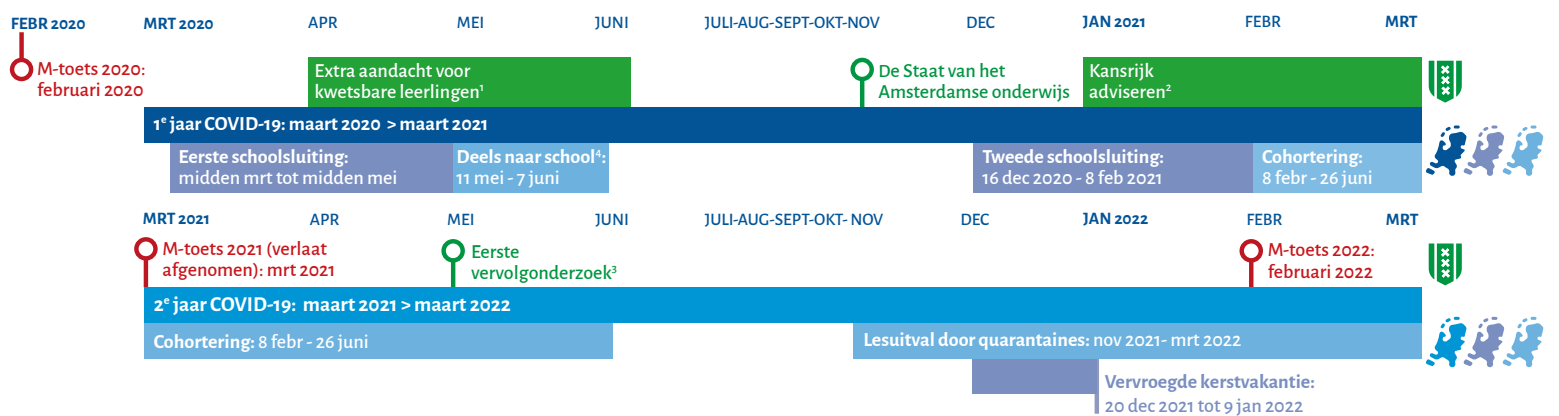 FEBR 2020 MRT 2020 APR MEI JUNI JULI-AUG-SEPT-OKT-NOV DEC JAN 2021 FEBR MRT
M-toets 2020:
februari 2020
Extra aandacht voor
kwetsbare leerlingen¹
De Staat van het
Amsterdamse onderwijs
Kansrijk
adviseren²
1ᵉ jaar COVID-19: maart 2020 > maart 2021
Eerste schoolsluiting:
midden mrt tot midden mei
Deels naar school⁴:
11 mei - 7 juni
Tweede schoolsluiting:
16 dec 2020 - 8 feb 2021
Cohortering:
8 febr - 26 juni
MRT 2021 APR MEI JUNI JULI-AUG-SEPT-OKT- NOV DEC JAN 2022 FEBR MRT
M-toets 2021 (verlaat
afgenomen): mrt 2021
Eerste
vervolgonderzoek³
M-toets 2022:
februari 2022
2ᵉ jaar COVID-19: maart 2021 > maart 2022
Cohortering: 8 febr - 26 juni
Lesuitval door quarantaines: nov 2021- mrt 2022
Vervroegde kerstvakantie:
20 dec 2021 tot 9 jan 2022